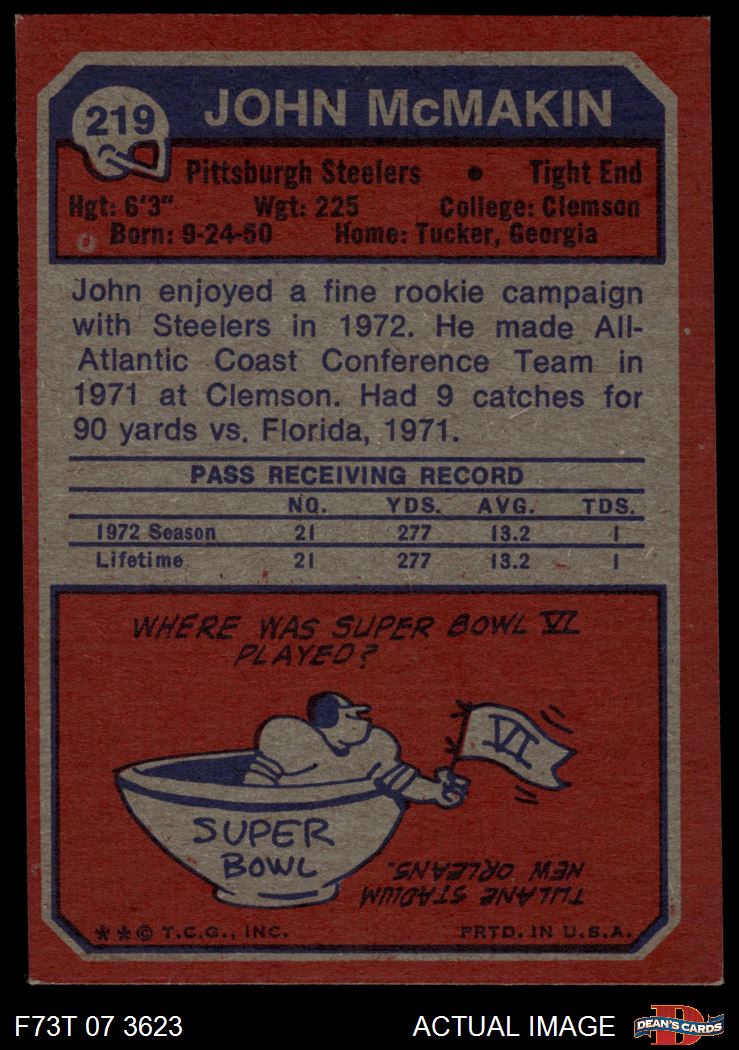 219
JOHN McMAKIN
Pittsburgh Steelers • Tight End
Hgt: 6'3" Wgt: 225 College: Clemson
Born: 9-24-50 Home: Tucker, Georgia
John enjoyed a fine rookie campaign
with Steelers in 1972. He made All-
Atlantic Coast Conference Team in
1971 at Clemson. Had 9 catches for
90 yards vs. Florida, 1971.
PASS RECEIVING RECORD
NO. YDS. AVG. TDS.
1972 Season 21 277 13.2 1
Lifetime 21 277 13.2 1
WHERE WAS SUPER BOWL VI
PLAYED?
VI
SUPER
BOWL
TULANE STADIUM
NEW ORLEANS.
**© T.C.G., INC. PRTD. IN U.S.A.
F73T 07 3623 ACTUAL IMAGE
D
DEAN'S CARDS